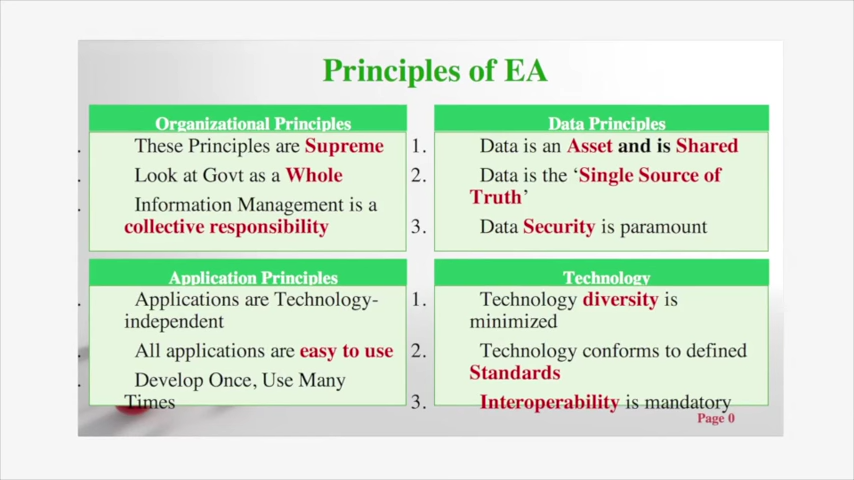 Principles of EA
Organizational Principles
. These Principles are Supreme
. Look at Govt as a Whole
. Information Management is a
collective responsibility
Data Principles
1. Data is an Asset and is Shared
2. Data is the ‘Single Source of
Truth’
3. Data Security is paramount
Application Principles
. Applications are Technology-
independent
. All applications are easy to use
. Develop Once, Use Many
Times
Technology
1. Technology diversity is
minimized
2. Technology conforms to defined
Standards
3. Interoperability is mandatory
Page 0